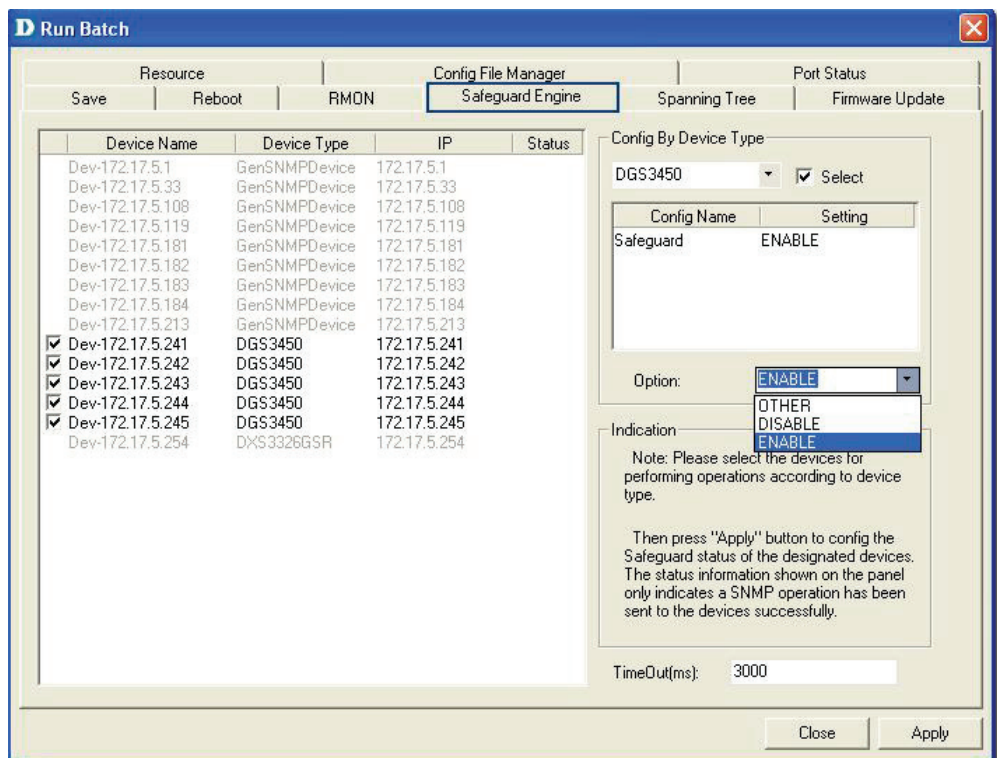 D Run Batch
Resource Config File Manager Port Status
Save Reboot RMON Safeguard Engine Spanning Tree Firmware Update
Device Name Device Type IP Status
Dev-172.17.5.1 GenSNMPDevice 172.17.5.1
Dev-172.17.5.33 GenSNMPDevice 172.17.5.33
Dev-172.17.5.108 GenSNMPDevice 172.17.5.108
Dev-172.17.5.119 GenSNMPDevice 172.17.5.119
Dev-172.17.5.181 GenSNMPDevice 172.17.5.181
Dev-172.17.5.182 GenSNMPDevice 172.17.5.182
Dev-172.17.5.183 GenSNMPDevice 172.17.5.183
Dev-172.17.5.184 GenSNMPDevice 172.17.5.184
Dev-172.17.5.213 GenSNMPDevice 172.17.5.213
Dev-172.17.5.241 DGS3450 172.17.5.241
Dev-172.17.5.242 DGS3450 172.17.5.242
Dev-172.17.5.243 DGS3450 172.17.5.243
Dev-172.17.5.244 DGS3450 172.17.5.244
Dev-172.17.5.245 DGS3450 172.17.5.245
Dev-172.17.5.254 DXS3326GSR 172.17.5.254
Config By Device Type
DGS3450 Select
Config Name Setting
Safeguard ENABLE
Option: ENABLE
OTHER
DISABLE
ENABLE
Indication
Note: Please select the devices for
performing operations according to device
type.
Then press "Apply" button to config the
Safeguard status of the designated devices.
The status information shown on the panel
only indicates a SNMP operation has been
sent to the devices successfully.
TimeOut(ms): 3000
Close Apply